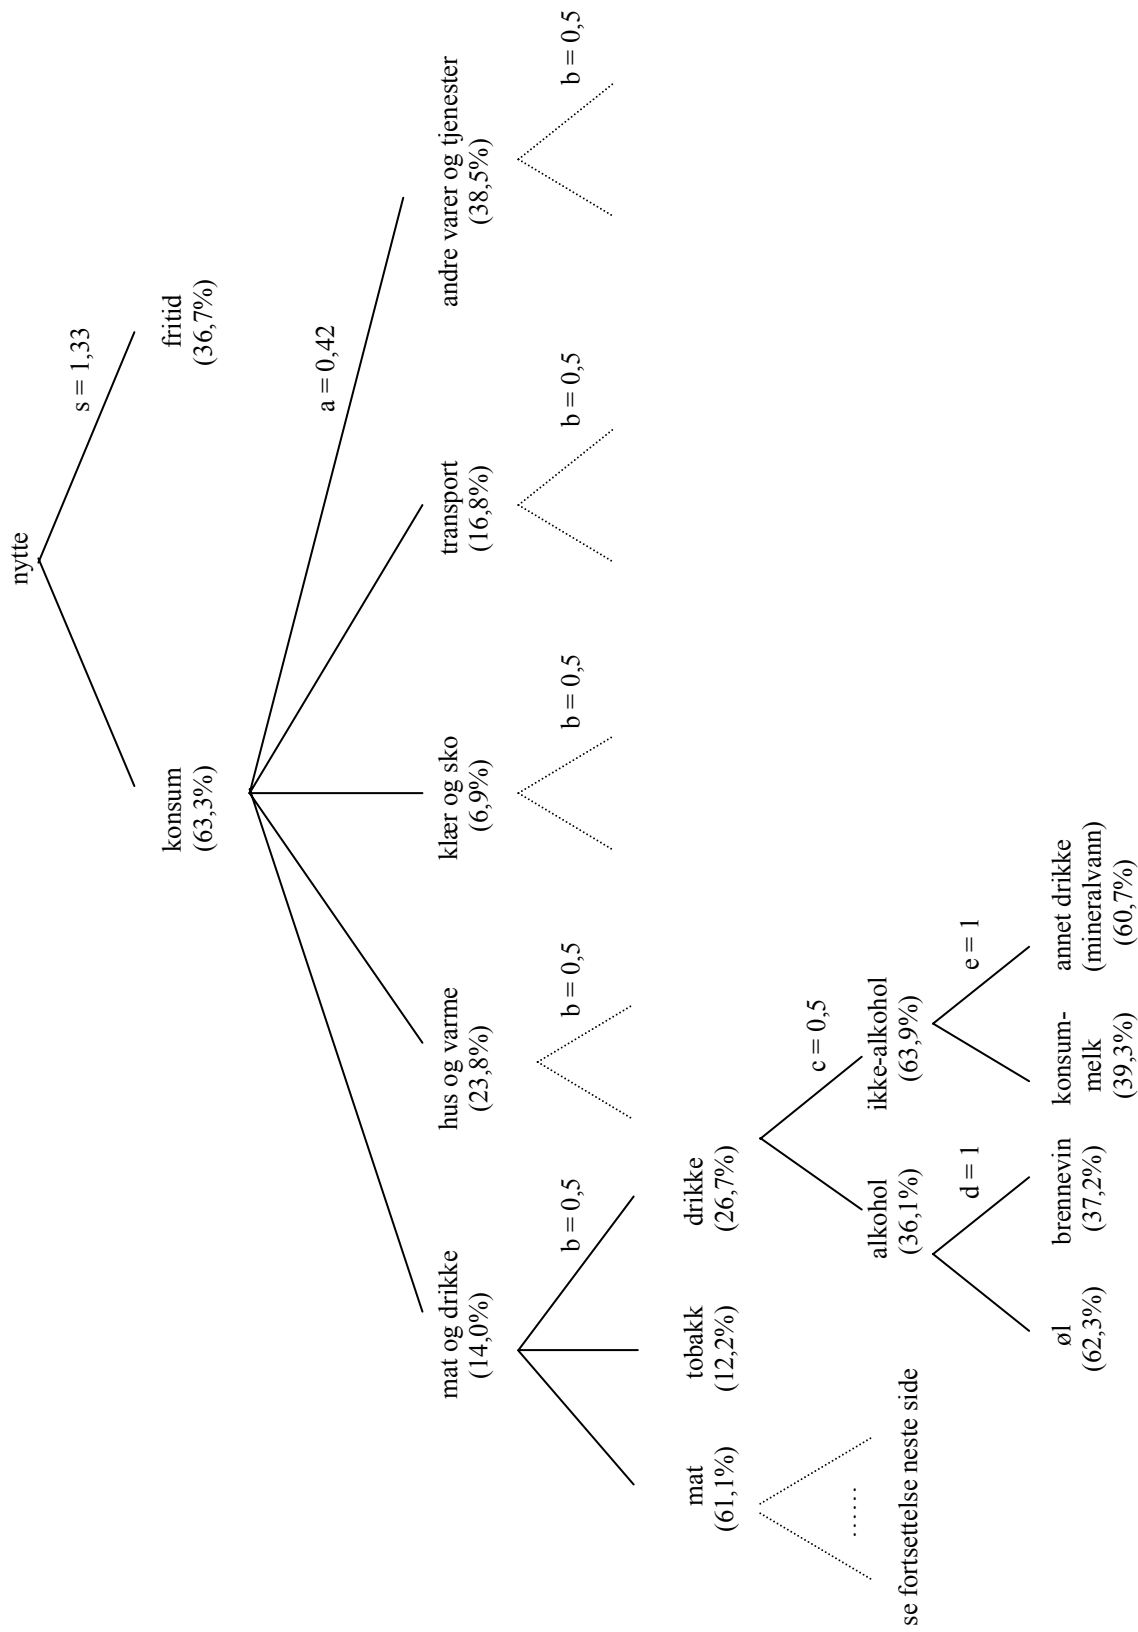 nytte
s = 1,33
konsum
(63,3%)
fritid
(36,7%)
a = 0,42
mat og drikke
(14,0%)
hus og varme
(23,8%)
klær og sko
(6,9%)
transport
(16,8%)
andre varer og tjenester
(38,5%)
b = 0,5
b = 0,5
b = 0,5
b = 0,5
b = 0,5
mat
(61,1%)
tobakk
(12,2%)
drikke
(26,7%)
c = 0,5
......
se fortsettelse neste side
alkohol
(36,1%)
ikke-alkohol
(63,9%)
d = 1
e = 1
øl
(62,3%)
brennevin
(37,2%)
konsum-
melk
(39,3%)
annet drikke
(mineralvann)
(60,7%)